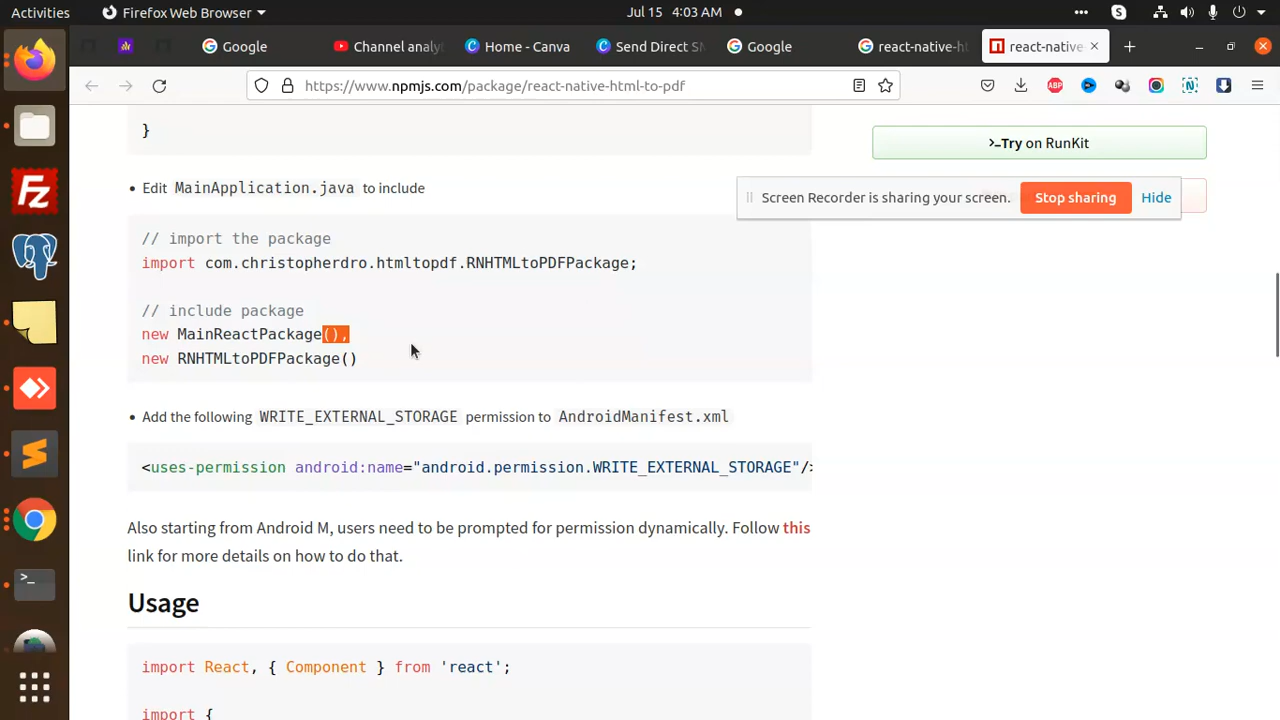 Activities
Firefox Web Browser
Jul 15 4:03 AM
S
Google
Channel analy
Home - Canva
Send Direct SM
Google
react-native-ht
react-native-
https://www.npmjs.com/package/react-native-html-to-pdf
ABP
N
}
Try on RunKit
• Edit MainApplication.java to include
Screen Recorder is sharing your screen.
Stop sharing
Hide
// import the package
import com.christopherdro.htmltopdf.RNHTMLtoPDFPackage;
// include package
new MainReactPackage(),
new RNHTMLtoPDFPackage()
• Add the following WRITE_EXTERNAL_STORAGE permission to AndroidManifest.xml
<uses-permission android:name="android.permission.WRITE_EXTERNAL_STORAGE"/>
Also starting from Android M, users need to be prompted for permission dynamically. Follow this
link for more details on how to do that.
Usage
import React, { Component } from 'react';
import {